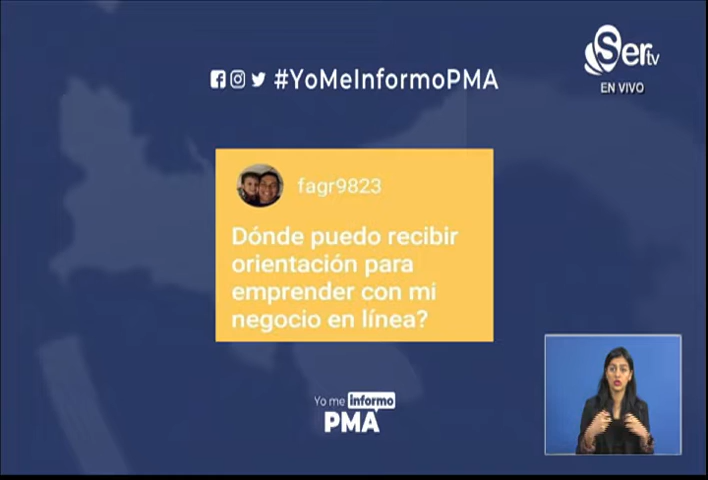 #YoMeInformoPMA
Ser tv
EN VIVO
fagr9823
Dónde puedo recibir
orientación para
emprender con mi
negocio en línea?
Yo me informo
PMA